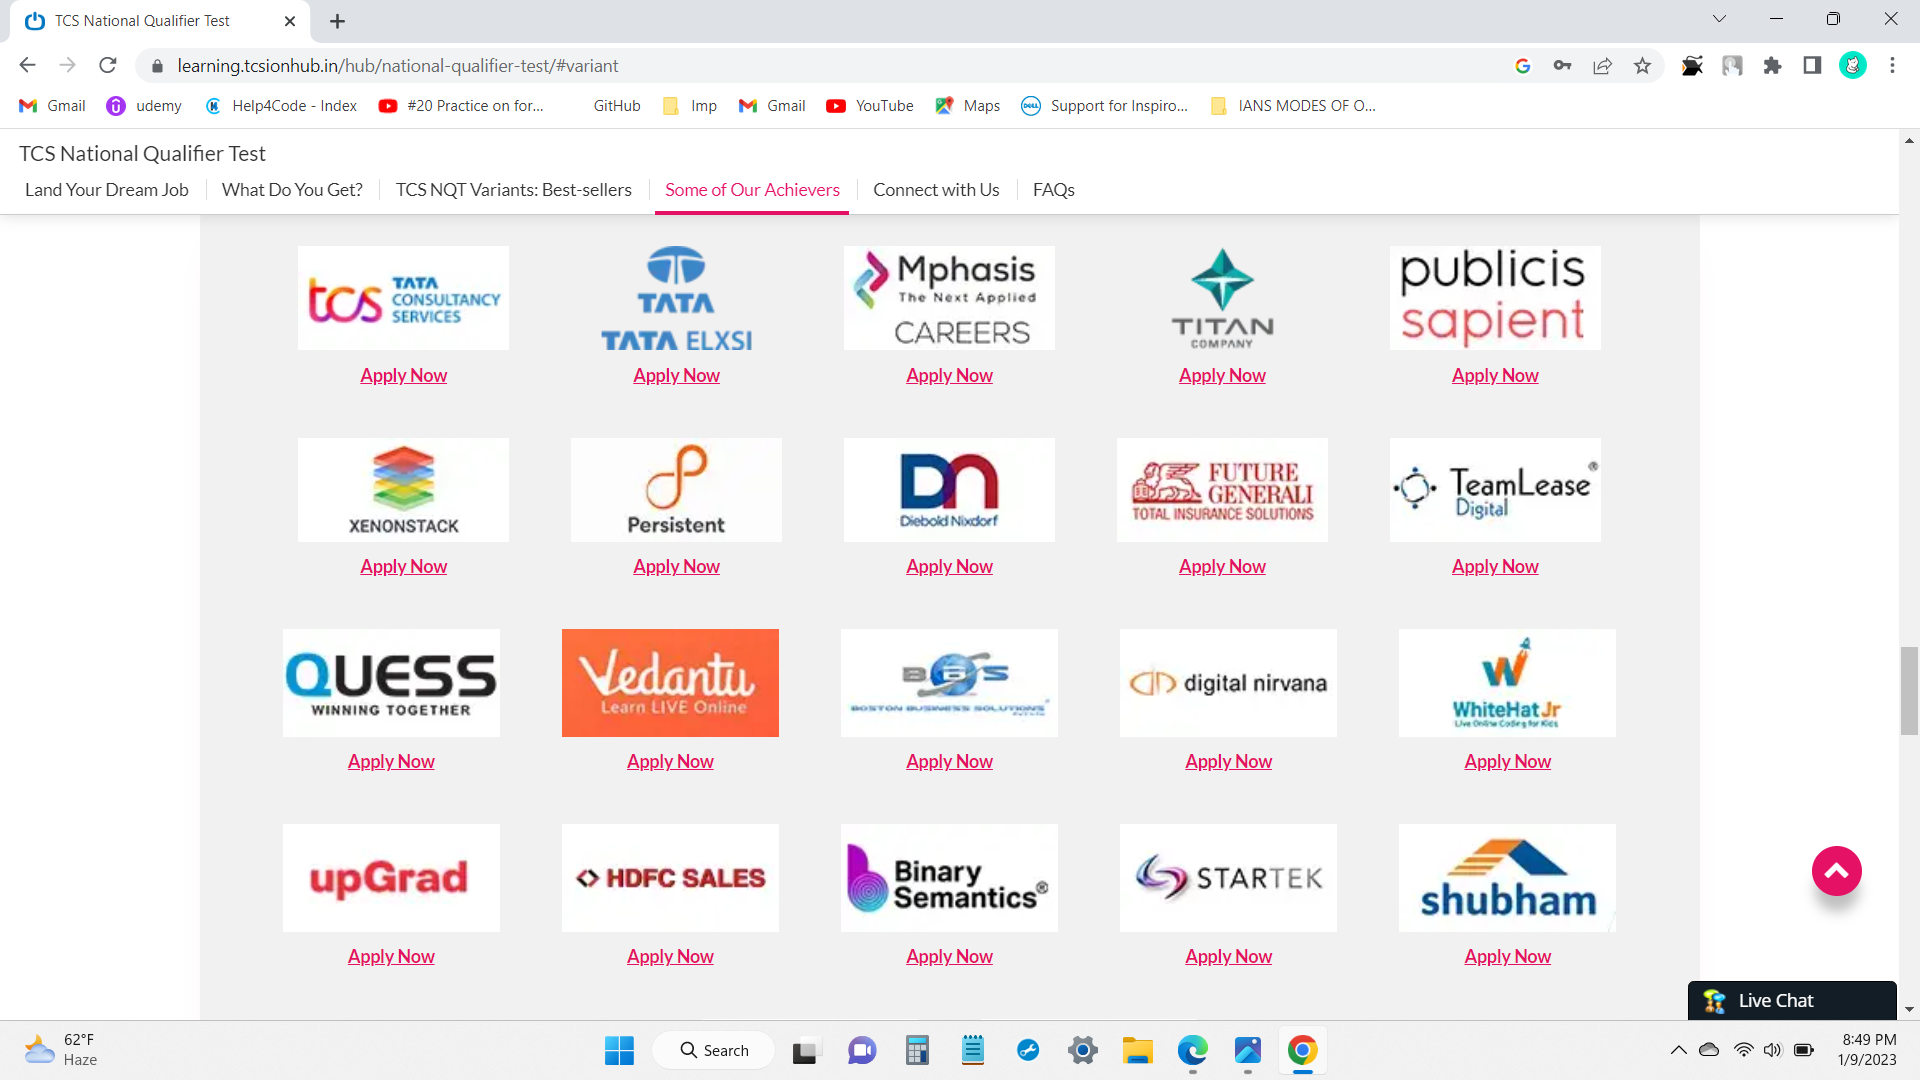 TCS National Qualifier Test
learning.tcsionhub.in/hub/national-qualifier-test/#variant
Gmail
udemy
Help4Code - Index
#20 Practice on for...
GitHub
Imp
Gmail
YouTube
Maps
DELL
Support for Inspiro...
IANS MODES OF O...
TCS National Qualifier Test
Land Your Dream Job
What Do You Get?
TCS NQT Variants: Best-sellers
Some of Our Achievers
Connect with Us
FAQs
tcs TATA
CONSULTANCY
SERVICES
TATA
TATA ELXSI
Mphasis
The Next Applied
CAREERS
TITAN
COMPANY
publicis
sapient
Apply Now
Apply Now
Apply Now
Apply Now
Apply Now
XENONSTACK
Persistent
DN
Diebold Nixdorf
FUTURE
GENERALI
TOTAL INSURANCE SOLUTIONS
TeamLease®
Digital
Apply Now
Apply Now
Apply Now
Apply Now
Apply Now
QUESS
WINNING TOGETHER
Vedantu
Learn LIVE Online
BBS
BOSTON BUSINESS SOLUTIONS
digital nirvana
WhiteHat Jr
Live Online Coding for Kids
Apply Now
Apply Now
Apply Now
Apply Now
Apply Now
upGrad
HDFC SALES
Binary
Semantics®
STARTEK
shubham
Apply Now
Apply Now
Apply Now
Apply Now
Apply Now
Live Chat
62°F
Haze
Search
8:49 PM
1/9/2023